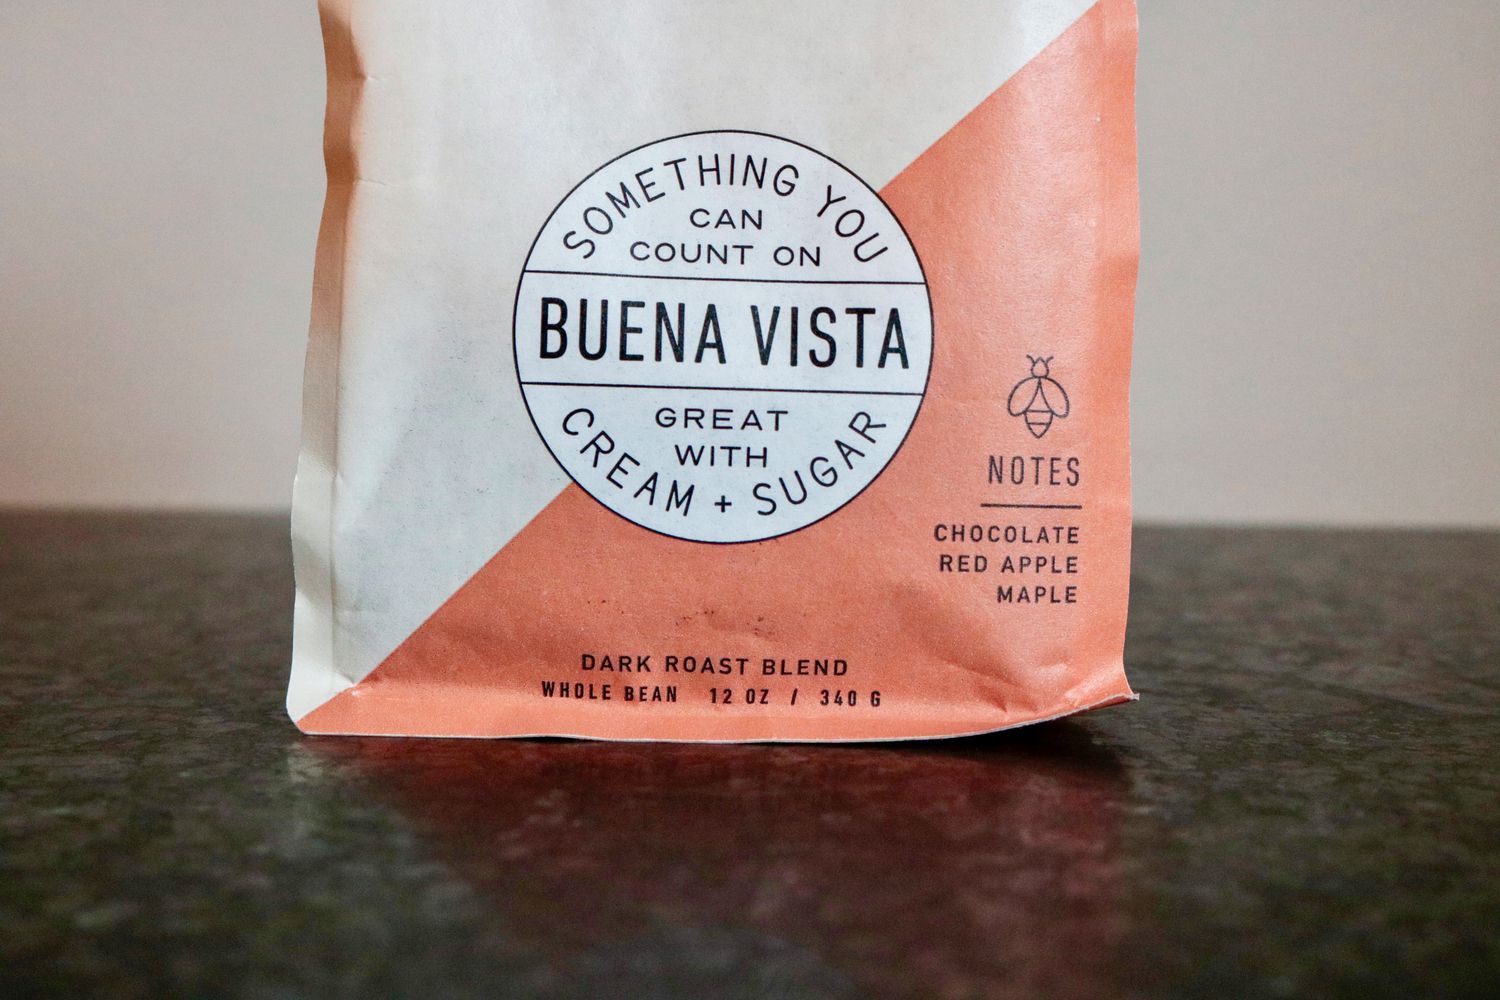 SOMETHING YOU
CAN
COUNT ON
BUENA VISTA
GREAT
WITH
CREAM + SUGAR
NOTES
CHOCOLATE
RED APPLE
MAPLE
DARK ROAST BLEND
WHOLE BEAN 12 OZ / 340 G